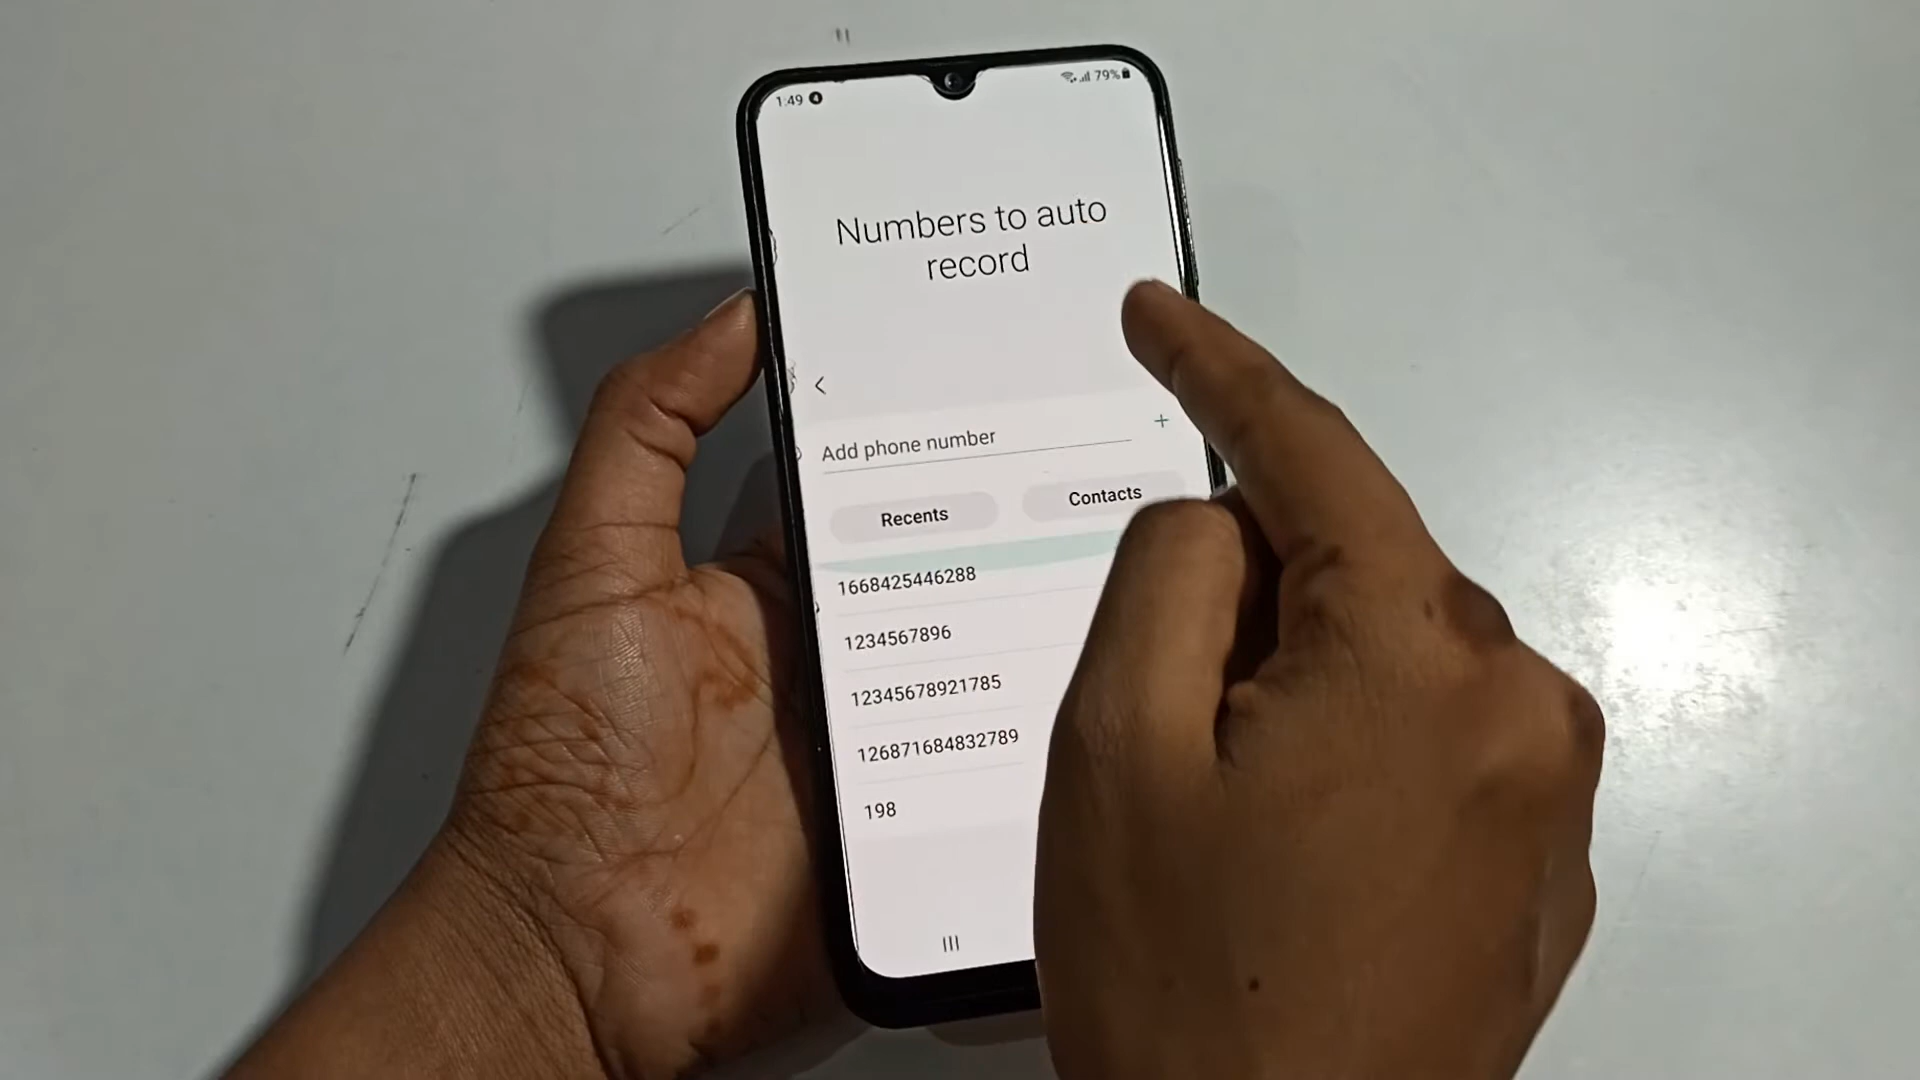 1:49
79%
Numbers to auto
record
Add phone number
Recents
Contacts
1668425446288
1234567896
12345678921785
126871684832789
198